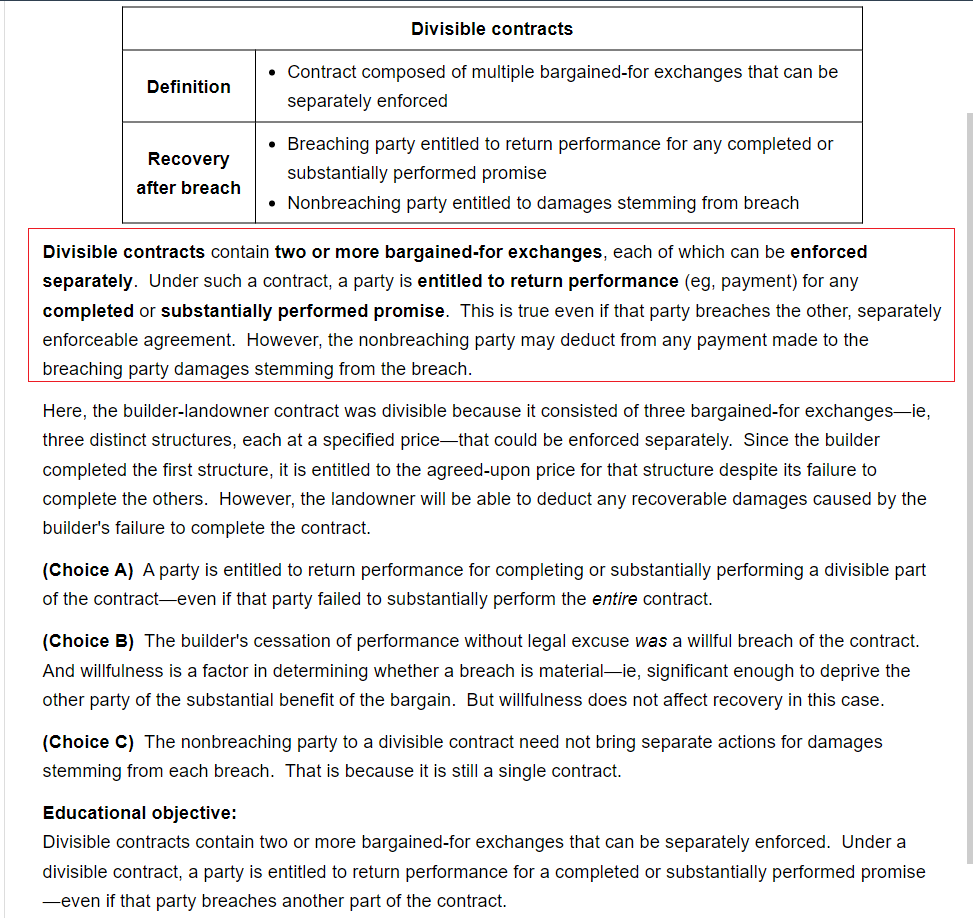 Divisible contracts
Definition
• Contract composed of multiple bargained-for exchanges that can be
separately enforced
Recovery
after breach
• Breaching party entitled to return performance for any completed or
substantially performed promise
• Nonbreaching party entitled to damages stemming from breach
Divisible contracts contain two or more bargained-for exchanges, each of which can be enforced
separately.  Under such a contract, a party is entitled to return performance (eg, payment) for any
completed or substantially performed promise.  This is true even if that party breaches the other, separately
enforceable agreement.  However, the nonbreaching party may deduct from any payment made to the
breaching party damages stemming from the breach.
Here, the builder-landowner contract was divisible because it consisted of three bargained-for exchanges—ie,
three distinct structures, each at a specified price—that could be enforced separately.  Since the builder
completed the first structure, it is entitled to the agreed-upon price for that structure despite its failure to
complete the others.  However, the landowner will be able to deduct any recoverable damages caused by the
builder's failure to complete the contract.
(Choice A)  A party is entitled to return performance for completing or substantially performing a divisible part
of the contract—even if that party failed to substantially perform the entire contract.
(Choice B)  The builder's cessation of performance without legal excuse was a willful breach of the contract.
And willfulness is a factor in determining whether a breach is material—ie, significant enough to deprive the
other party of the substantial benefit of the bargain.  But willfulness does not affect recovery in this case.
(Choice C)  The nonbreaching party to a divisible contract need not bring separate actions for damages
stemming from each breach.  That is because it is still a single contract.
Educational objective:
Divisible contracts contain two or more bargained-for exchanges that can be separately enforced.  Under a
divisible contract, a party is entitled to return performance for a completed or substantially performed promise
—even if that party breaches another part of the contract.